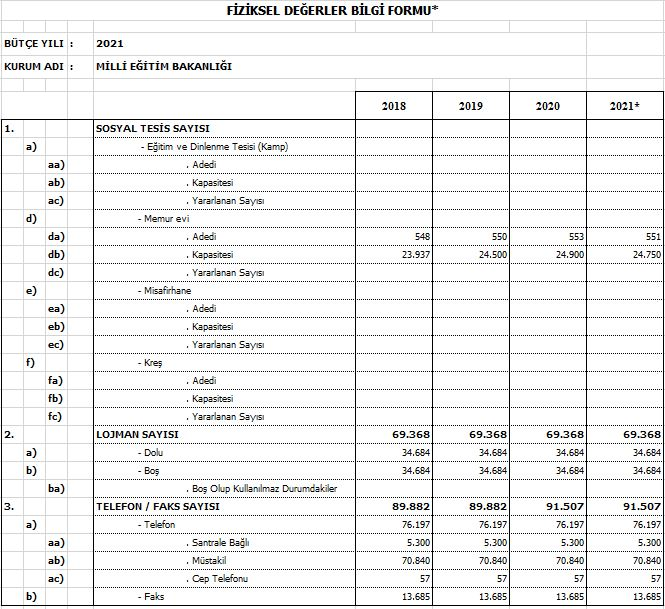 FİZİKSEL DEĞERLER BİLGİ FORMU*
BÜTÇE YILI : 2021
KURUM ADI : MİLLİ EĞİTİM BAKANLIĞI
2018 2019 2020 2021*
1. SOSYAL TESİS SAYISI
a) - Eğitim ve Dinlenme Tesisi (Kamp)
aa) . Adedi
ab) . Kapasitesi
ac) . Yararlanan Sayısı
d) - Memur evi
da) . Adedi 548 550 553 551
db) . Kapasitesi 23.937 24.500 24.900 24.750
dc) . Yararlanan Sayısı
e) - Misafirhane
ea) . Adedi
eb) . Kapasitesi
ec) . Yararlanan Sayısı
f) - Kreş
fa) . Adedi
fb) . Kapasitesi
fc) . Yararlanan Sayısı
2. LOJMAN SAYISI 69.368 69.368 69.368 69.368
a) - Dolu 34.684 34.684 34.684 34.684
b) - Boş 34.684 34.684 34.684 34.684
ba) . Boş Olup Kullanılmaz Durumdakiler
3. TELEFON / FAKS SAYISI 89.882 89.882 91.507 91.507
a) - Telefon 76.197 76.197 76.197 76.197
aa) . Santrale Bağlı 5.300 5.300 5.300 5.300
ab) . Müstakil 70.840 70.840 70.840 70.840
ac) . Cep Telefonu 57 57 57 57
b) - Faks 13.685 13.685 13.685 13.685